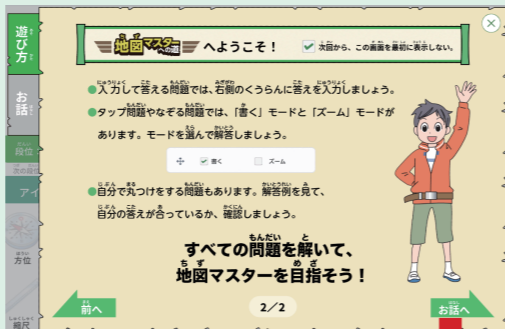 遊び方
お話
段位
次の段位
アイ
方位
縮尺
地図マスターへの道 へようこそ！
次回から、この画面を最初に表示しない。
●入力して答える問題では、右側のくうらんに答えを入力しましょう。
●タップ問題やなぞる問題では、「書く」モードと「ズーム」モードが
あります。モードを選んで解答しましょう。
書く ズーム
●自分で丸つけをする問題もあります。解答例を見て、
自分の答えが合っているか、確認しましょう。
すべての問題を解いて、
地図マスターを目指そう！
前へ
2/2
お話へ